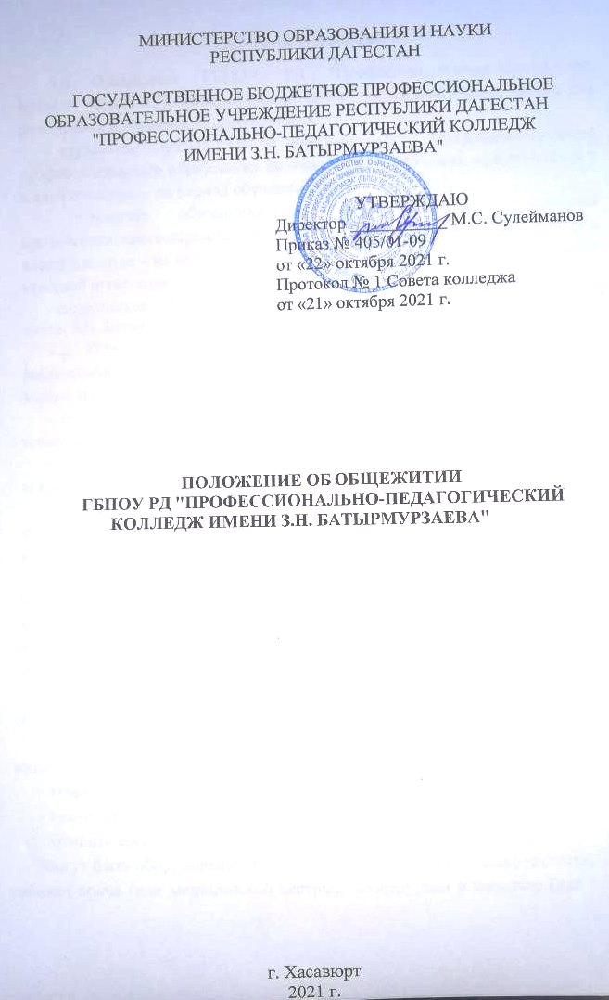 МИНИСТЕРСТВО ОБРАЗОВАНИЯ И НАУКИ
РЕСПУБЛИКИ ДАГЕСТАН
ГОСУДАРСТВЕННОЕ БЮДЖЕТНОЕ ПРОФЕССИОНАЛЬНОЕ
ОБРАЗОВАТЕЛЬНОЕ УЧРЕЖДЕНИЕ РЕСПУБЛИКИ ДАГЕСТАН
"ПРОФЕССИОНАЛЬНО-ПЕДАГОГИЧЕСКИЙ КОЛЛЕДЖ
ИМЕНИ З.Н. БАТЫРМУРЗАЕВА"
УТВЕРЖДАЮ
Директор М.С. Сулейманов
Приказ № 405/01-09
от «22» октября 2021 г.
Протокол № 1 Совета колледжа
от «21» октября 2021 г.
ПОЛОЖЕНИЕ ОБ ОБЩЕЖИТИИ
ГБПОУ РД "ПРОФЕССИОНАЛЬНО-ПЕДАГОГИЧЕСКИЙ
КОЛЛЕДЖ ИМЕНИ З.Н. БАТЫРМУРЗАЕВА"
г. Хасавюрт
2021 г.